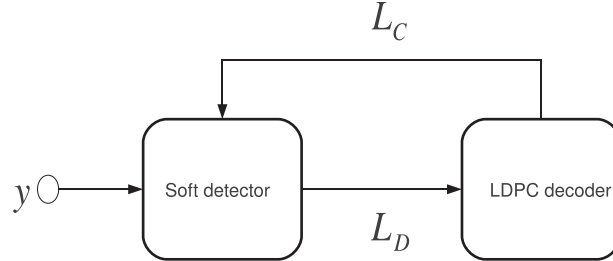 L_C
y
Soft detector
LDPC decoder
L_D